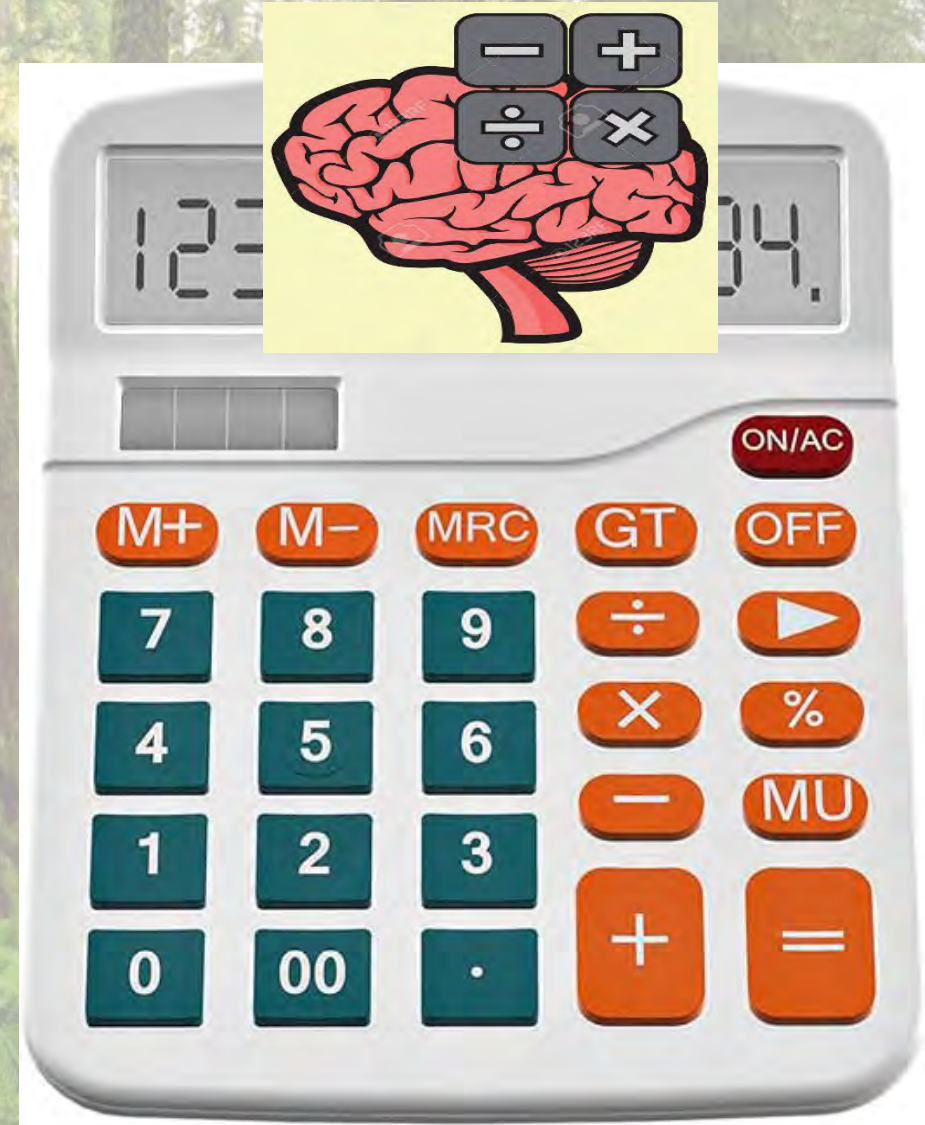 − +
÷ ×
123 34.
ON/AC
M+ M− MRC GT OFF
7 8 9 ÷ ▶
4 5 6 × %
1 2 3 − MU
0 00 . + =